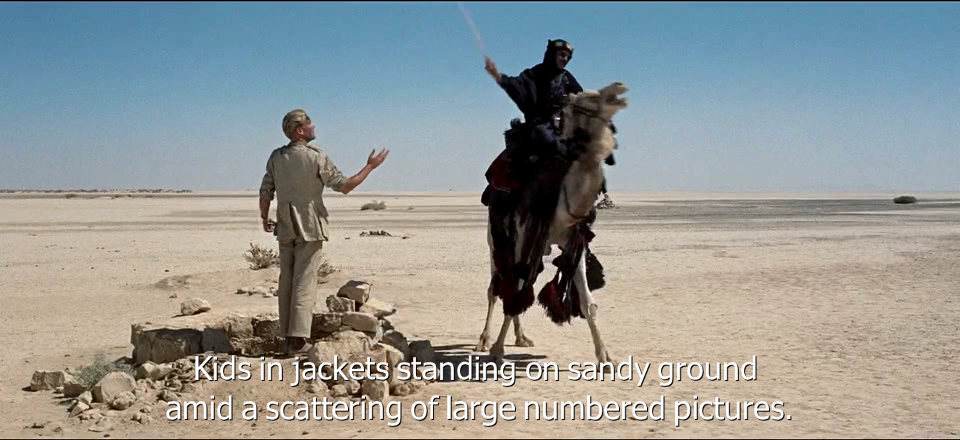 Kids in jackets standing on sandy ground
amid a scattering of large numbered pictures.